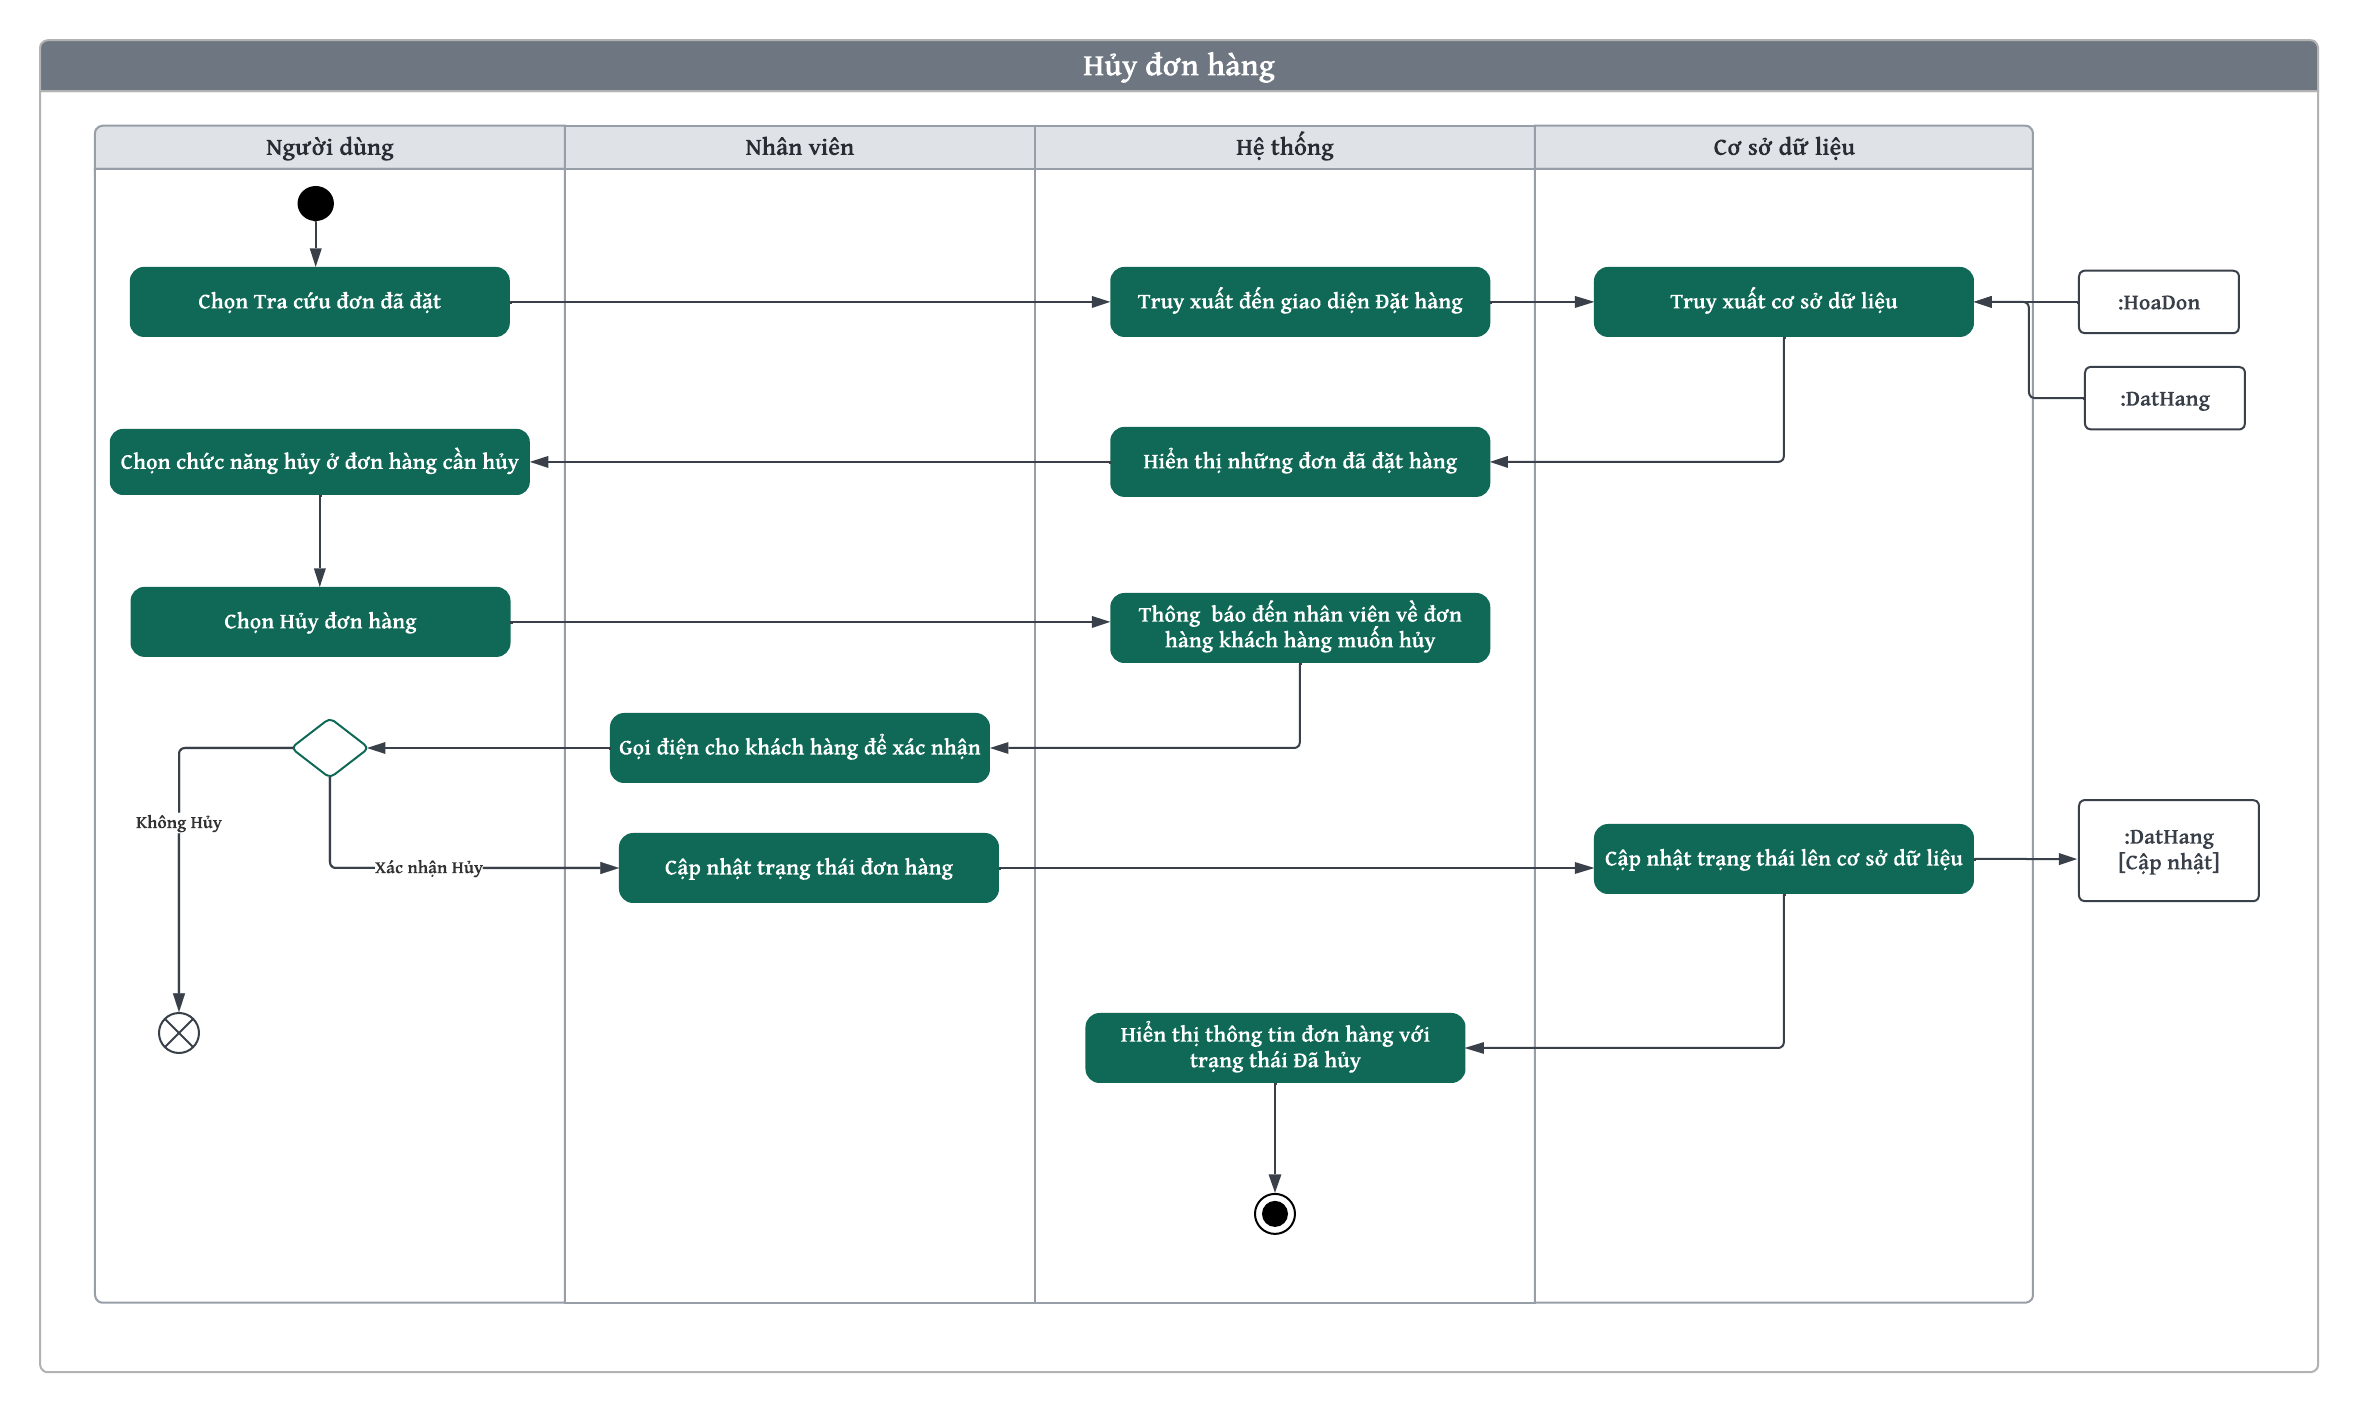 Hủy đơn hàng
Người dùng
Nhân viên
Hệ thống
Cơ sở dữ liệu
Chọn Tra cứu đơn đã đặt
Truy xuất đến giao diện Đặt hàng
Truy xuất cơ sở dữ liệu
:HoaDon
:DatHang
Chọn chức năng hủy ở đơn hàng cần hủy
Hiển thị những đơn đã đặt hàng
Chọn Hủy đơn hàng
Thông  báo đến nhân viên về đơn
hàng khách hàng muốn hủy
Gọi điện cho khách hàng để xác nhận
Không Hủy
Xác nhận Hủy
Cập nhật trạng thái đơn hàng
Cập nhật trạng thái lên cơ sở dữ liệu
:DatHang
[Cập nhật]
Hiển thị thông tin đơn hàng với
trạng thái Đã hủy